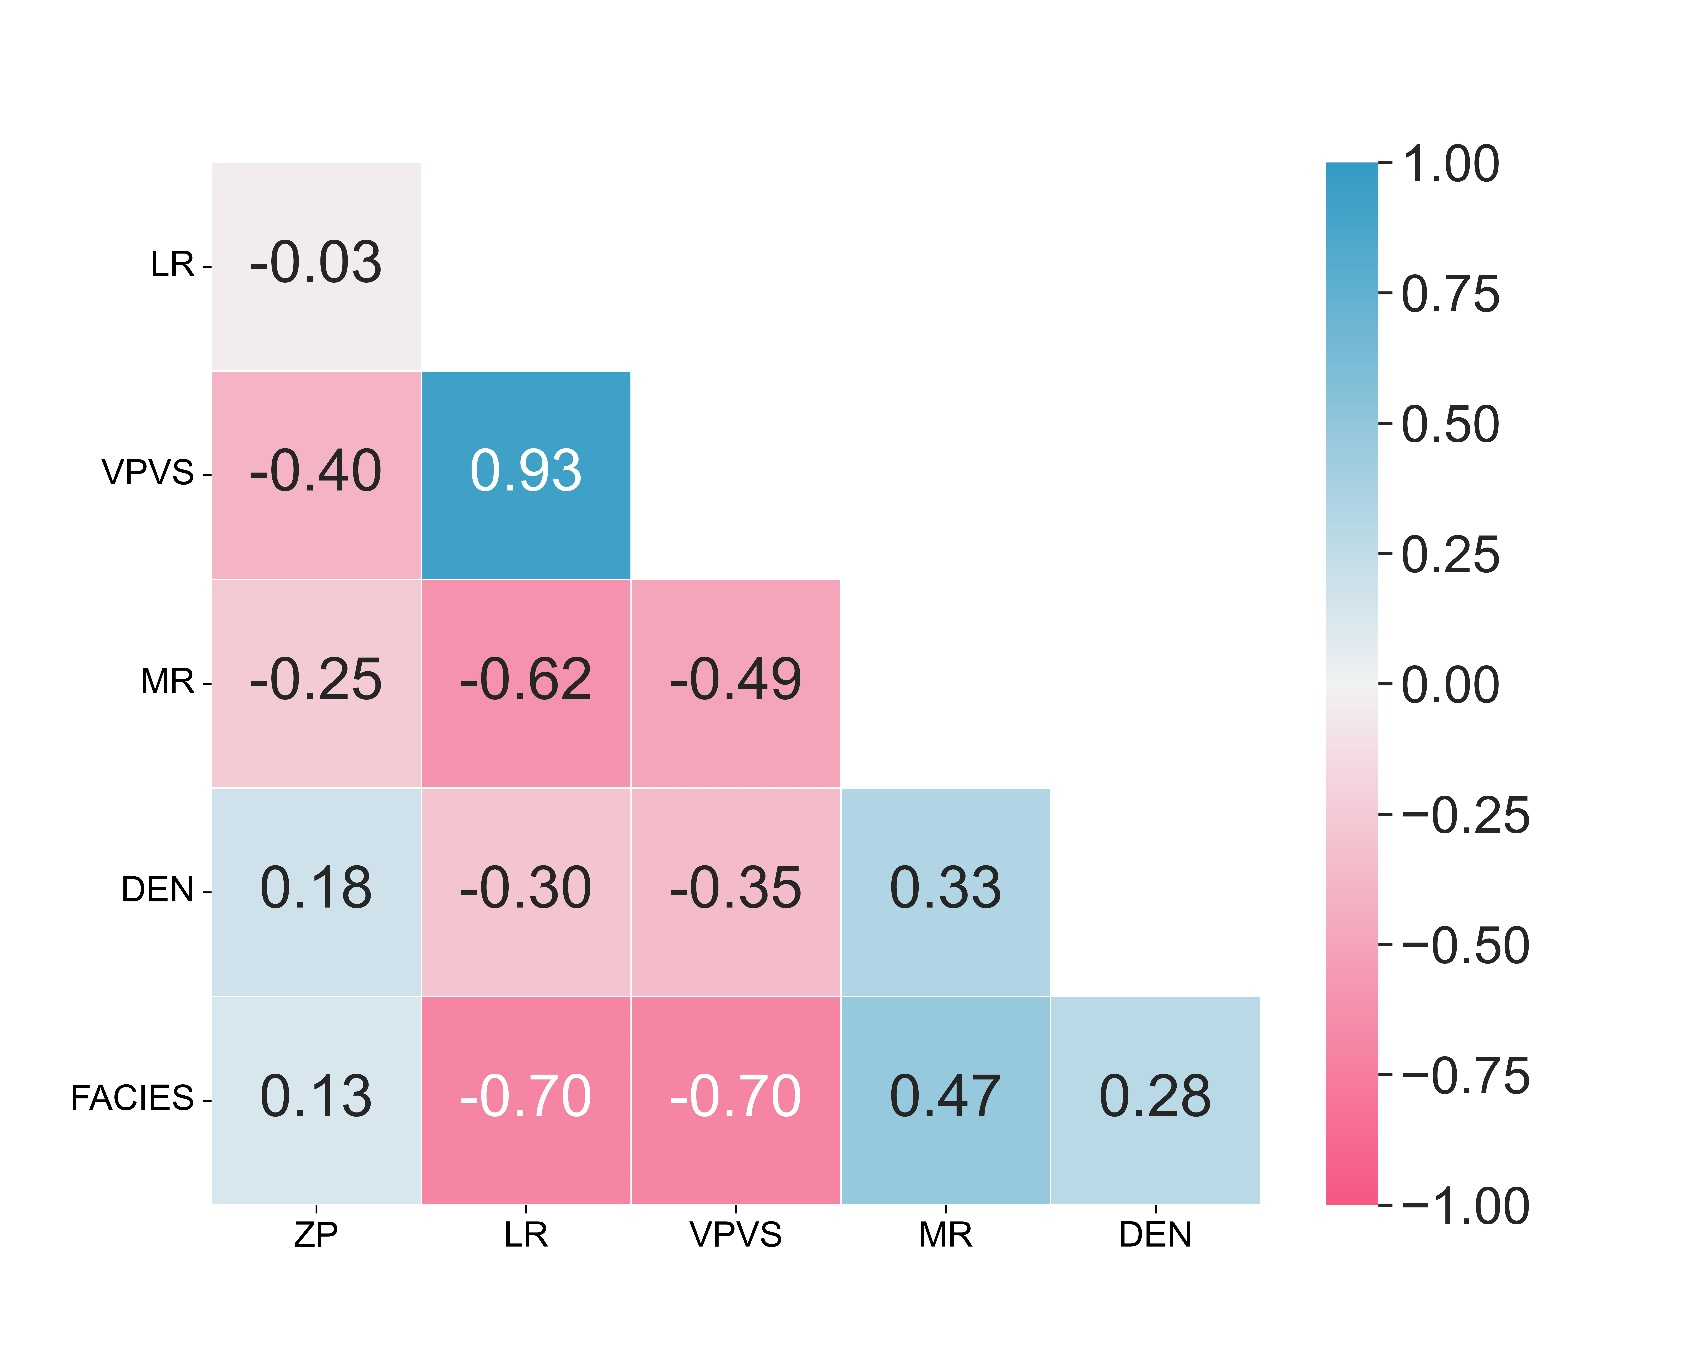 LR -0.03
VPVS -0.40 0.93
MR -0.25 -0.62 -0.49
DEN 0.18 -0.30 -0.35 0.33
FACIES 0.13 -0.70 -0.70 0.47 0.28
ZP LR VPVS MR DEN
1.00
0.75
0.50
0.25
0.00
−0.25
−0.50
−0.75
−1.00